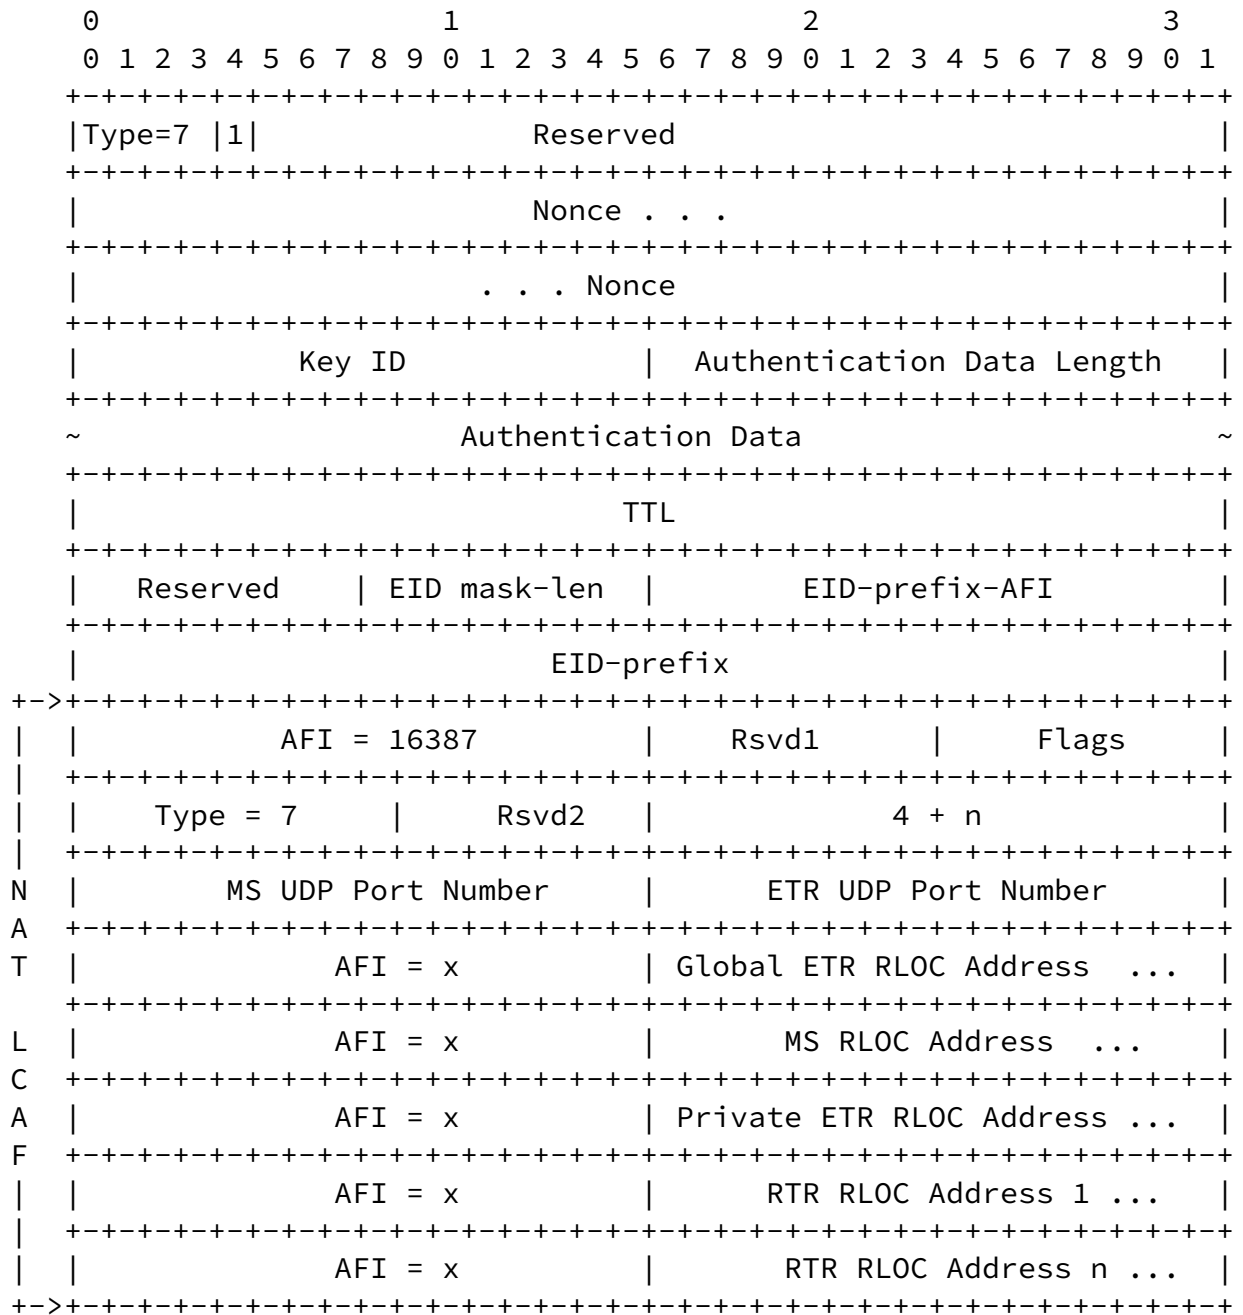 0                   1                   2                   3
 0 1 2 3 4 5 6 7 8 9 0 1 2 3 4 5 6 7 8 9 0 1 2 3 4 5 6 7 8 9 0 1
+-+-+-+-+-+-+-+-+-+-+-+-+-+-+-+-+-+-+-+-+-+-+-+-+-+-+-+-+-+-+-+-+
|Type=7 |1|               Reserved                              |
+-+-+-+-+-+-+-+-+-+-+-+-+-+-+-+-+-+-+-+-+-+-+-+-+-+-+-+-+-+-+-+-+
|                         Nonce . . .                           |
+-+-+-+-+-+-+-+-+-+-+-+-+-+-+-+-+-+-+-+-+-+-+-+-+-+-+-+-+-+-+-+-+
|                      . . . Nonce                              |
+-+-+-+-+-+-+-+-+-+-+-+-+-+-+-+-+-+-+-+-+-+-+-+-+-+-+-+-+-+-+-+-+
|            Key ID             |  Authentication Data Length   |
+-+-+-+-+-+-+-+-+-+-+-+-+-+-+-+-+-+-+-+-+-+-+-+-+-+-+-+-+-+-+-+-+
~                     Authentication Data                       ~
+-+-+-+-+-+-+-+-+-+-+-+-+-+-+-+-+-+-+-+-+-+-+-+-+-+-+-+-+-+-+-+-+
|                              TTL                              |
+-+-+-+-+-+-+-+-+-+-+-+-+-+-+-+-+-+-+-+-+-+-+-+-+-+-+-+-+-+-+-+-+
|   Reserved    | EID mask-len  |        EID-prefix-AFI         |
+-+-+-+-+-+-+-+-+-+-+-+-+-+-+-+-+-+-+-+-+-+-+-+-+-+-+-+-+-+-+-+-+
|                          EID-prefix                           |
+->+-+-+-+-+-+-+-+-+-+-+-+-+-+-+-+-+-+-+-+-+-+-+-+-+-+-+-+-+-+-+-+-+
|  |           AFI = 16387         |    Rsvd1      |     Flags     |
|  +-+-+-+-+-+-+-+-+-+-+-+-+-+-+-+-+-+-+-+-+-+-+-+-+-+-+-+-+-+-+-+-+
|  |    Type = 7     |     Rsvd2   |             4 + n             |
|  +-+-+-+-+-+-+-+-+-+-+-+-+-+-+-+-+-+-+-+-+-+-+-+-+-+-+-+-+-+-+-+-+
N  |        MS UDP Port Number     |      ETR UDP Port Number      |
A  +-+-+-+-+-+-+-+-+-+-+-+-+-+-+-+-+-+-+-+-+-+-+-+-+-+-+-+-+-+-+-+-+
T  |              AFI = x          | Global ETR RLOC Address  ...  |
   +-+-+-+-+-+-+-+-+-+-+-+-+-+-+-+-+-+-+-+-+-+-+-+-+-+-+-+-+-+-+-+-+
L  |              AFI = x          |       MS RLOC Address  ...    |
C  +-+-+-+-+-+-+-+-+-+-+-+-+-+-+-+-+-+-+-+-+-+-+-+-+-+-+-+-+-+-+-+-+
A  |              AFI = x          | Private ETR RLOC Address ...  |
F  +-+-+-+-+-+-+-+-+-+-+-+-+-+-+-+-+-+-+-+-+-+-+-+-+-+-+-+-+-+-+-+-+
|  |              AFI = x          |      RTR RLOC Address 1 ...   |
|  +-+-+-+-+-+-+-+-+-+-+-+-+-+-+-+-+-+-+-+-+-+-+-+-+-+-+-+-+-+-+-+-+
|  |              AFI = x          |       RTR RLOC Address n ...  |
+->+-+-+-+-+-+-+-+-+-+-+-+-+-+-+-+-+-+-+-+-+-+-+-+-+-+-+-+-+-+-+-+-+